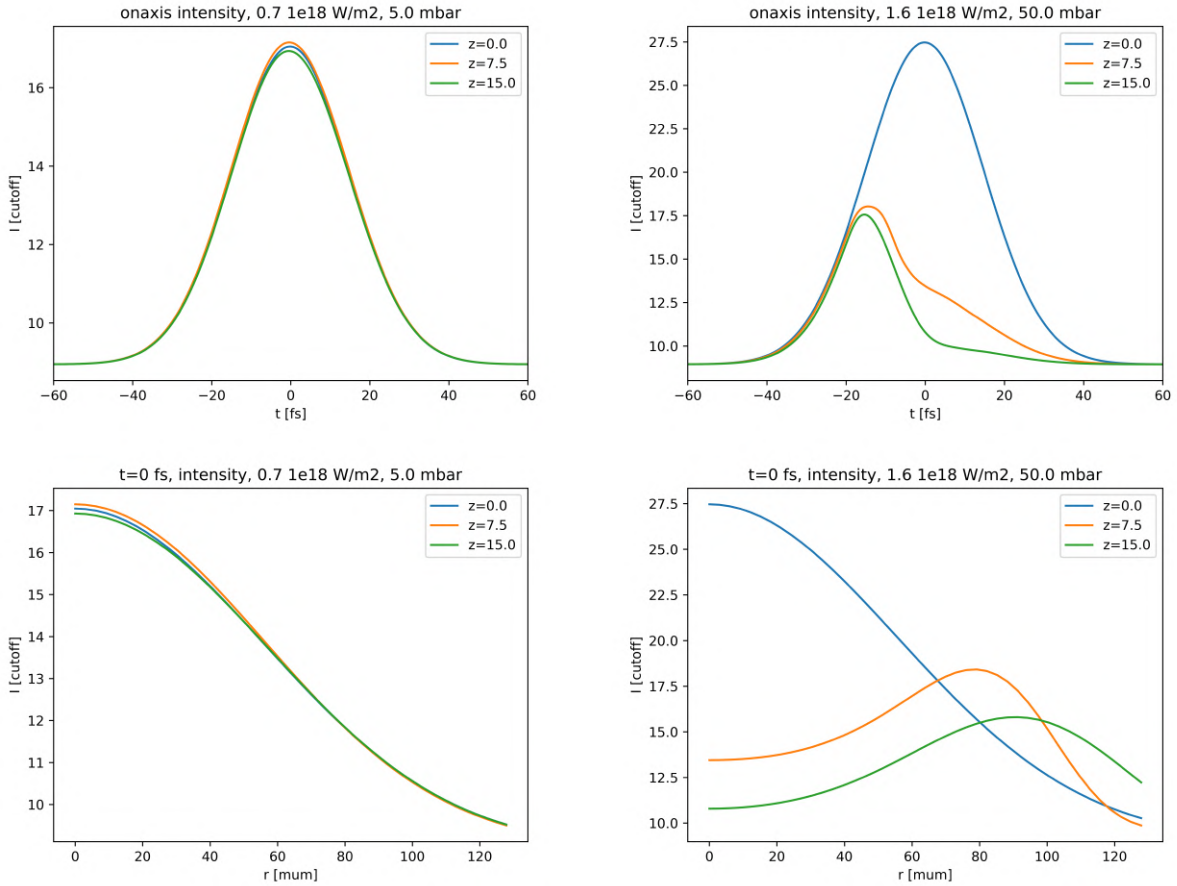 onaxis intensity, 0.7 1e18 W/m2, 5.0 mbar
z=0.0
z=7.5
z=15.0
16
14
12
10
I [cutoff]
−60
−40
−20
0
20
40
60
t [fs]
onaxis intensity, 1.6 1e18 W/m2, 50.0 mbar
z=0.0
z=7.5
z=15.0
27.5
25.0
22.5
20.0
17.5
15.0
12.5
10.0
I [cutoff]
−60
−40
−20
0
20
40
60
t [fs]
t=0 fs, intensity, 0.7 1e18 W/m2, 5.0 mbar
z=0.0
z=7.5
z=15.0
17
16
15
14
13
12
11
10
I [cutoff]
0
20
40
60
80
100
120
r [mum]
t=0 fs, intensity, 1.6 1e18 W/m2, 50.0 mbar
z=0.0
z=7.5
z=15.0
27.5
25.0
22.5
20.0
17.5
15.0
12.5
10.0
I [cutoff]
0
20
40
60
80
100
120
r [mum]